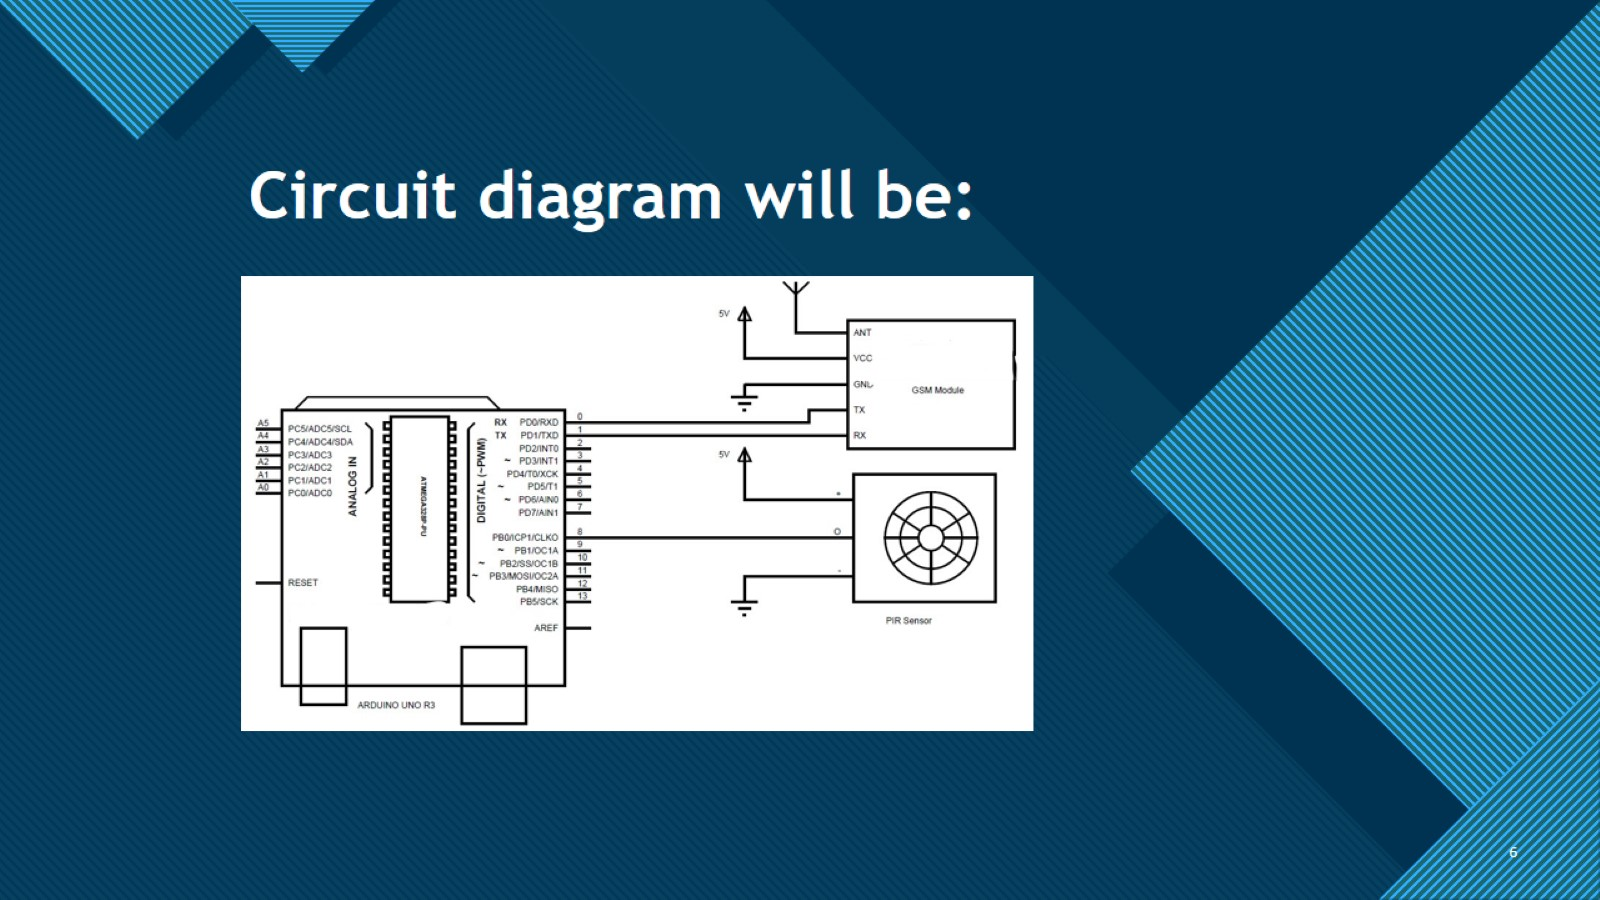 Circuit diagram will be:
5V
ANT
VCC
GSM Module
TX
RX
A5
A4
A3
A2
A1
A0
PC5/ADC5/SCL
PC4/ADC4/SDA
PC3/ADC3
PC2/ADC2
PC1/ADC1
PC0/ADC0
ANALOG IN
RESET
ATMEGA328P-PU
DIGITAL (~PWM)
RX PD0/RXD 0
TX PD1/TXD 1
PD2/INT0 2
~ PD3/INT1 3
PD4/T0/XCK 4
~ PD5/T1 5
~ PD6/AIN0 6
PD7/AIN1 7
PB0/ICP1/CLKO 8
~ PB1/OC1A 9
~ PB2/SS/OC1B 10
~ PB3/MOSI/OC2A 11
PB4/MISO 12
PB5/SCK 13
AREF
ARDUINO UNO R3
5V
+
O
-
PIR Sensor
6